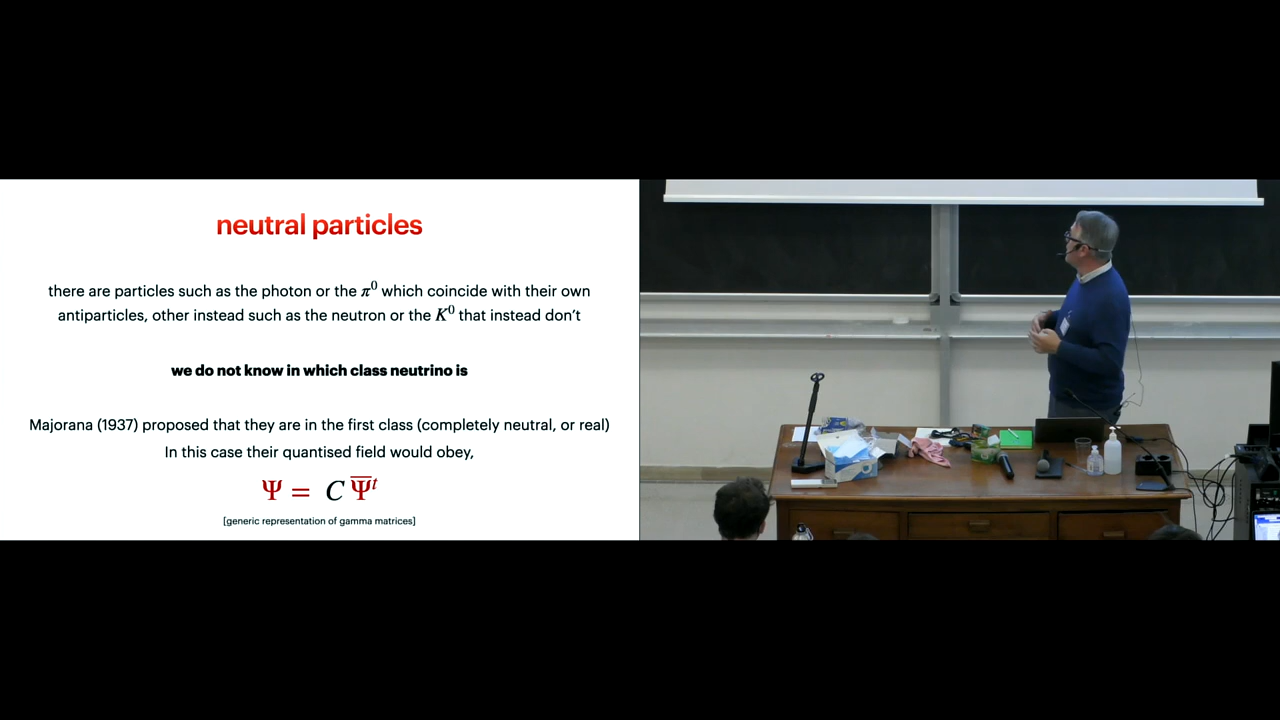 neutral particles
there are particles such as the photon or the π⁰ which coincide with their own
antiparticles, other instead such as the neutron or the K⁰ that instead don't
we do not know in which class neutrino is
Majorana (1937) proposed that they are in the first class (completely neutral, or real)
In this case their quantised field would obey,
Ψ = C Ψ̅ᵗ
[generic representation of gamma matrices]